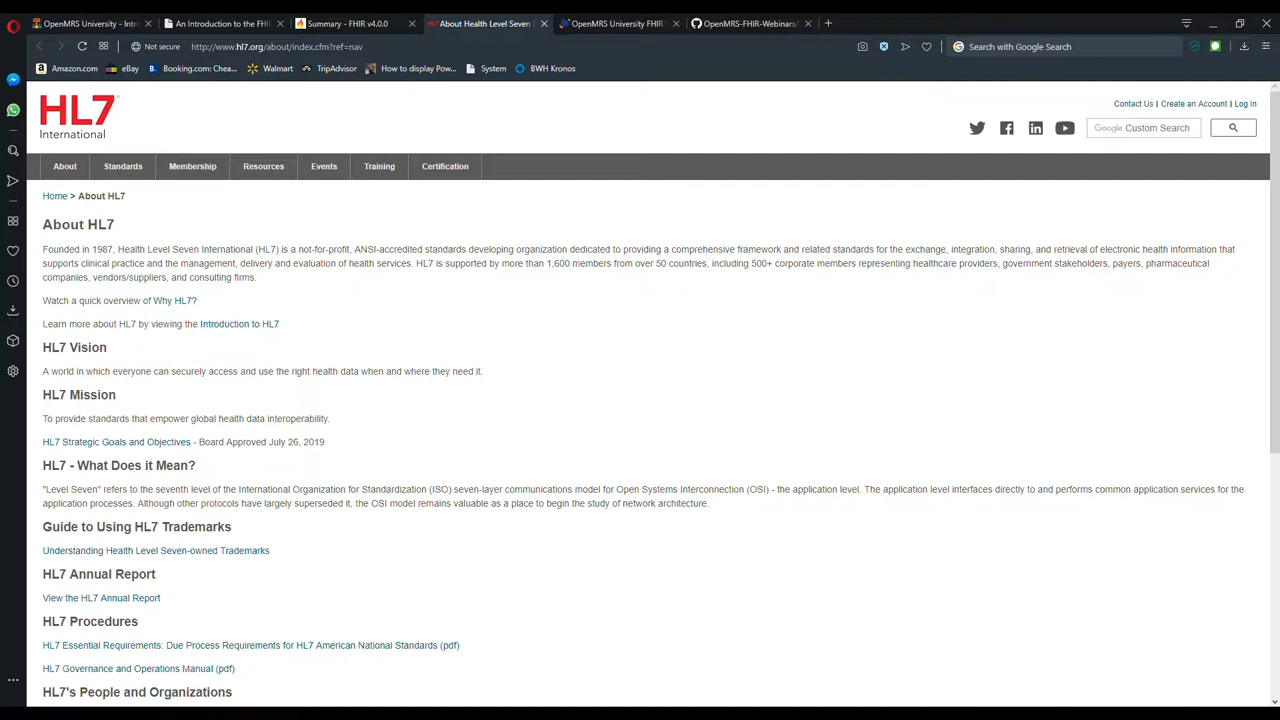 OpenMRS University - Intr
An Introduction to the FHIR
Summary - FHIR v4.0.0
About Health Level Seven I
OpenMRS University FHIR
OpenMRS-FHIR-Webinars/
Not secure
http://www.hl7.org/about/index.cfm?ref=nav
Search with Google Search
Amazon.com
eBay
Booking.com: Chea...
Walmart
TripAdvisor
How to display Pow...
System
BWH Kronos
HL7
International
Contact Us | Create an Account | Log In
Google Custom Search
About
Standards
Membership
Resources
Events
Training
Certification
Home > About HL7
About HL7
Founded in 1987, Health Level Seven International (HL7) is a not-for-profit, ANSI-accredited standards developing organization dedicated to providing a comprehensive framework and related standards for the exchange, integration, sharing, and retrieval of electronic health information that
supports clinical practice and the management, delivery and evaluation of health services. HL7 is supported by more than 1,600 members from over 50 countries, including 500+ corporate members representing healthcare providers, government stakeholders, payers, pharmaceutical
companies, vendors/suppliers, and consulting firms.
Watch a quick overview of Why HL7?
Learn more about HL7 by viewing the Introduction to HL7
HL7 Vision
A world in which everyone can securely access and use the right health data when and where they need it.
HL7 Mission
To provide standards that empower global health data interoperability.
HL7 Strategic Goals and Objectives - Board Approved July 26, 2019
HL7 - What Does it Mean?
"Level Seven" refers to the seventh level of the International Organization for Standardization (ISO) seven-layer communications model for Open Systems Interconnection (OSI) - the application level. The application level interfaces directly to and performs common application services for the
application processes. Although other protocols have largely superseded it, the OSI model remains valuable as a place to begin the study of network architecture.
Guide to Using HL7 Trademarks
Understanding Health Level Seven-owned Trademarks
HL7 Annual Report
View the HL7 Annual Report
HL7 Procedures
HL7 Essential Requirements: Due Process Requirements for HL7 American National Standards (pdf)
HL7 Governance and Operations Manual (pdf)
HL7's People and Organizations